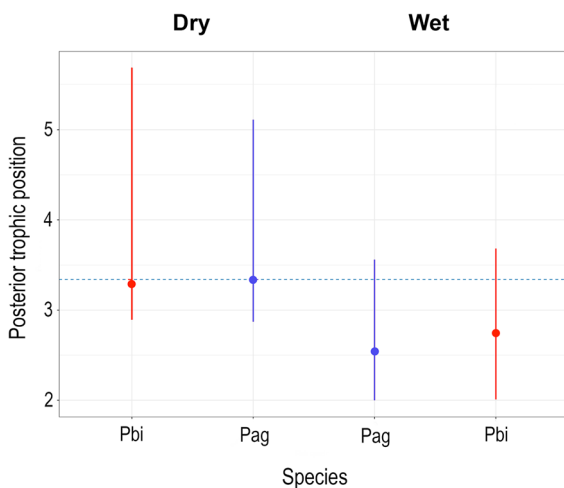 Dry Wet
Posterior trophic position
5
4
3
2
Pbi Pag Pag Pbi
Species